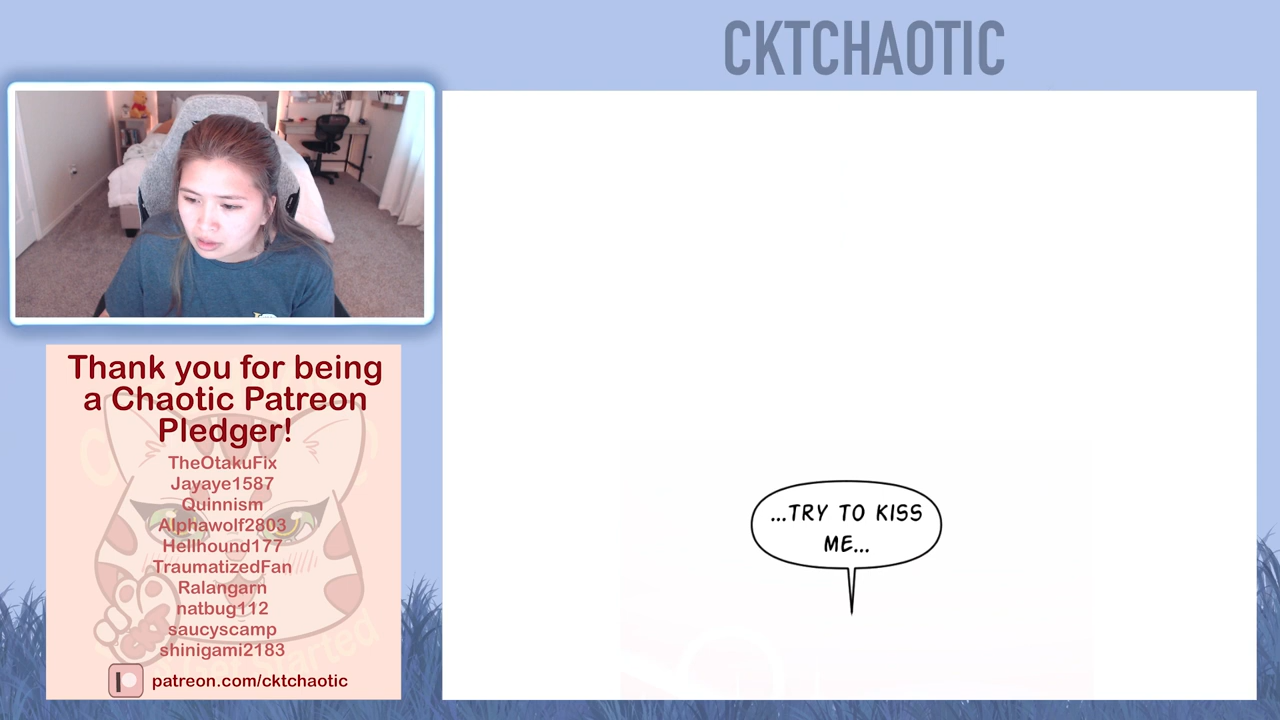 CKTCHAOTIC
Thank you for being
a Chaotic Patreon
Pledger!
TheOtakuFix
Jayaye1587
Quinnism
Alphawolf2803
Hellhound177
TraumatizedFan
Ralangarn
natbug112
saucyscamp
shinigami2183
patreon.com/cktchaotic
...TRY TO KISS
ME...